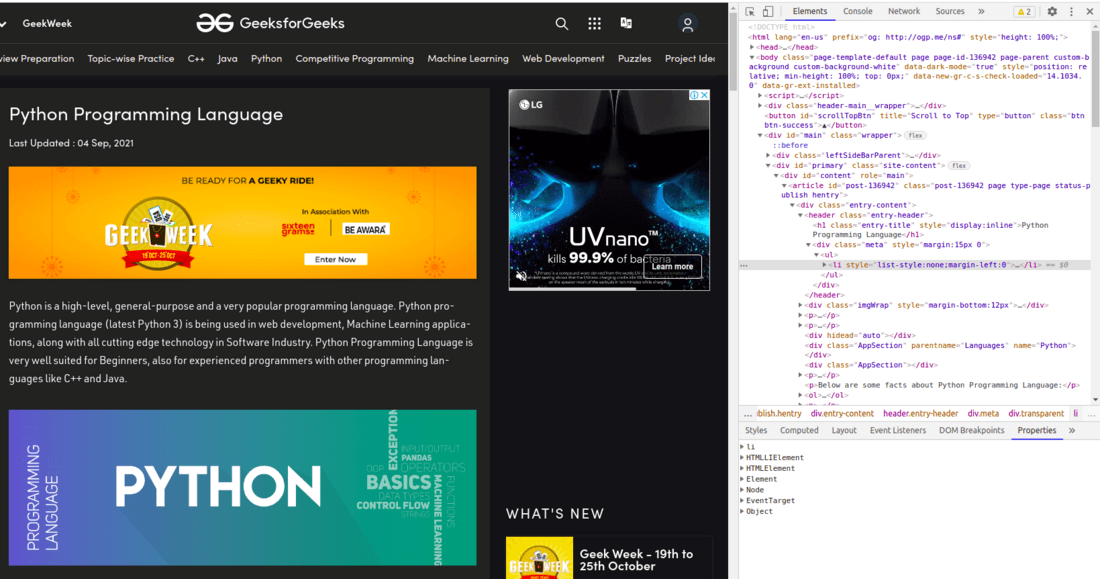 GeekWeek
GeeksforGeeks
view Preparation Topic-wise Practice C++ Java Python Competitive Programming Machine Learning Web Development Puzzles Project Idea
Python Programming Language
Last Updated : 04 Sep, 2021
BE READY FOR A GEEKY RIDE!
GEEK WEEK
19 OCT-25 OCT
In Association With
sixteen
grams
BE AWARA
Enter Now
Python is a high-level, general-purpose and a very popular programming language. Python pro-
gramming language (latest Python 3) is being used in web development, Machine Learning applica-
tions, along with all cutting edge technology in Software Industry. Python Programming Language is
very well suited for Beginners, also for experienced programmers with other programming lan-
guages like C++ and Java.
PROGRAMMING
LANGUAGE
PYTHON
EXCEPTION
INPUT/OUTPUT
PANDAS
OOP
OPERATORS
BASICS
DATA TYPES
CONTROL FLOW
STRINGS
MACHINE LEARNING
FUNCTIONS
LG
UVnano™
kills 99.9% of bacteria
Learn more
WHAT'S NEW
GEEK WEEK
Geek Week - 19th to
25th October
Elements Console Network Sources » 2
<!DOCTYPE html>
<html lang="en-us" prefix="og: http://ogp.me/ns#" style="height: 100%;">
<head>…</head>
<body class="page-template-default page page-id-136942 page-parent custom-b
ackground custom-background-white" data-dark-mode="true" style="position: re
lative; min-height: 100%; top: 0px;" data-new-gr-c-s-check-loaded="14.1034.
0" data-gr-ext-installed>
<script>…</script>
<div class="header-main__wrapper">…</div>
<button id="scrollTopBtn" title="Scroll to Top" type="button" class="btn
btn-success">▲</button>
<div id="main" class="wrapper"> flex
::before
<div class="leftSideBarParent">…</div>
<div id="primary" class="site-content"> flex
<div id="content" role="main">
<article id="post-136942" class="post-136942 page type-page status-p
ublish hentry">
<div class="entry-content">
<header class="entry-header">
<h1 class="entry-title" style="display:inline">Python
Programming Language</h1>
<div class="meta" style="margin:15px 0">
<ul>
… <li style="list-style:none;margin-left:0">…</li> == $0
</ul>
</div>
</header>
<div class="imgWrap" style="margin-bottom:12px">…</div>
<p>…</p>
<p>…</p>
<div hidead="auto"></div>
<div class="AppSection" parentname="Languages" name="Python">
</div>
<div class="AppSection"></div>
<p>…</p>
<p>Below are some facts about Python Programming Language:</p>
<ol>…</ol>
… ıblish.hentry div.entry-content header.entry-header div.meta div.transparent li …
Styles Computed Layout Event Listeners DOM Breakpoints Properties »
li
HTMLLIElement
HTMLElement
Element
Node
EventTarget
Object